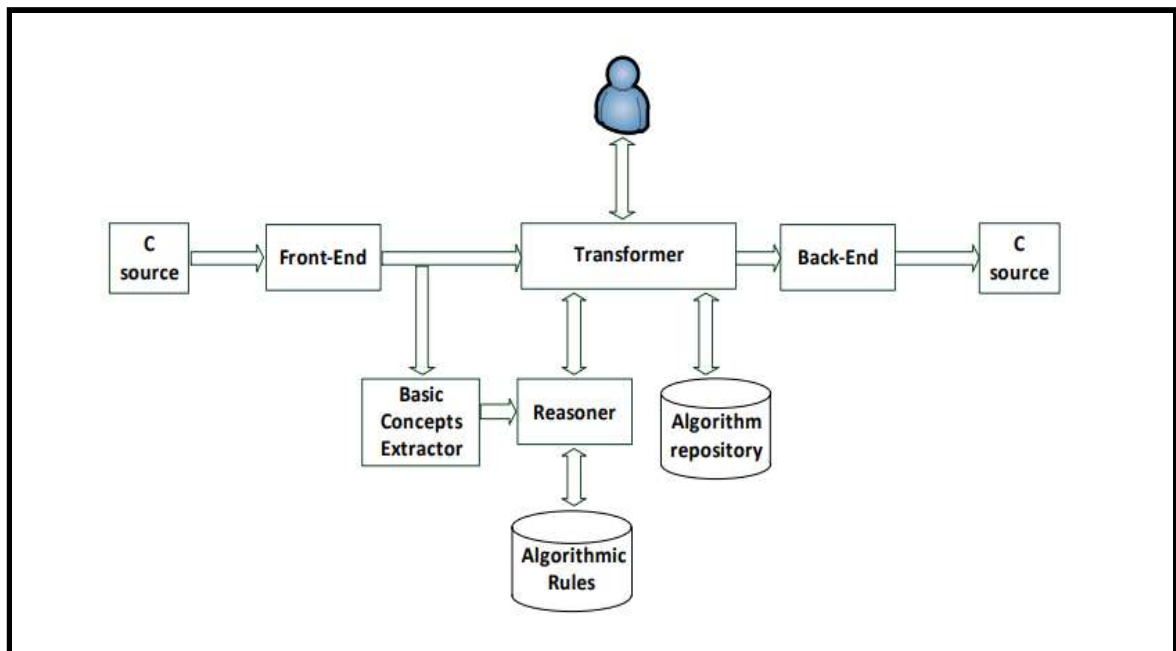 C
source
Front-End
Transformer
Back-End
C
source
Basic
Concepts
Extractor
Reasoner
Algorithm
repository
Algorithmic
Rules